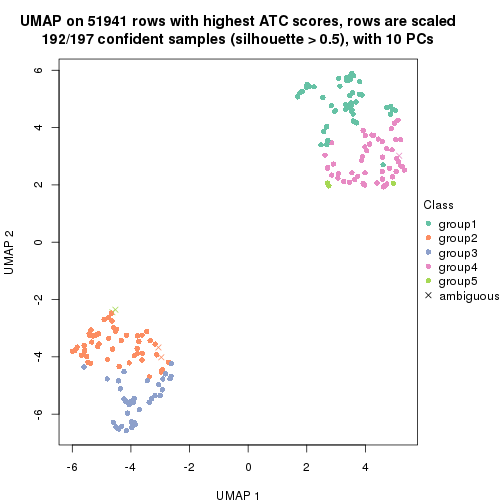 UMAP on 51941 rows with highest ATC scores, rows are scaled
192/197 confident samples (silhouette > 0.5), with 10 PCs
6
4
2
0
-2
-4
-6
UMAP 2
-6
-4
-2
0
2
4
UMAP 1
Class
group1
group2
group3
group4
group5
ambiguous